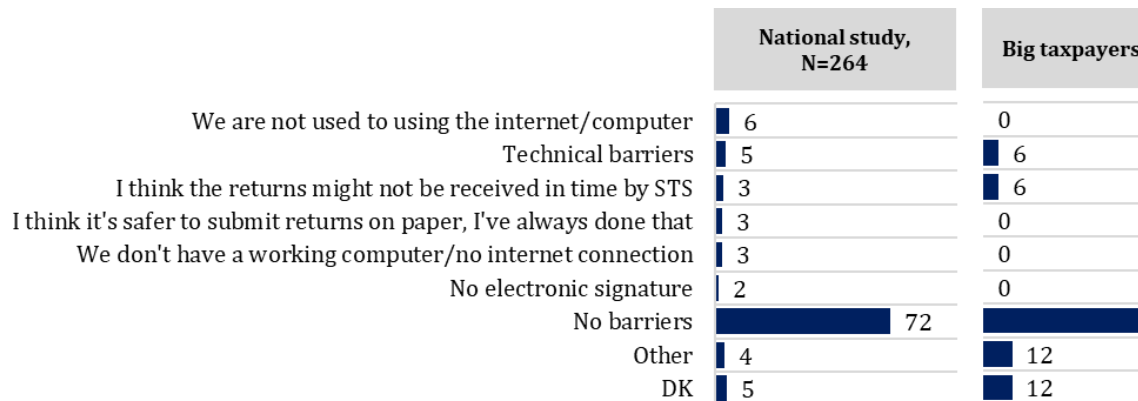 National study,
N=264
Big taxpayers
We are not used to using the internet/computer 6 0
Technical barriers 5 6
I think the returns might not be received in time by STS 3 6
I think it's safer to submit returns on paper, I've always done that 3 0
We don't have a working computer/no internet connection 3 0
No electronic signature 2 0
No barriers 72
Other 4 12
DK 5 12